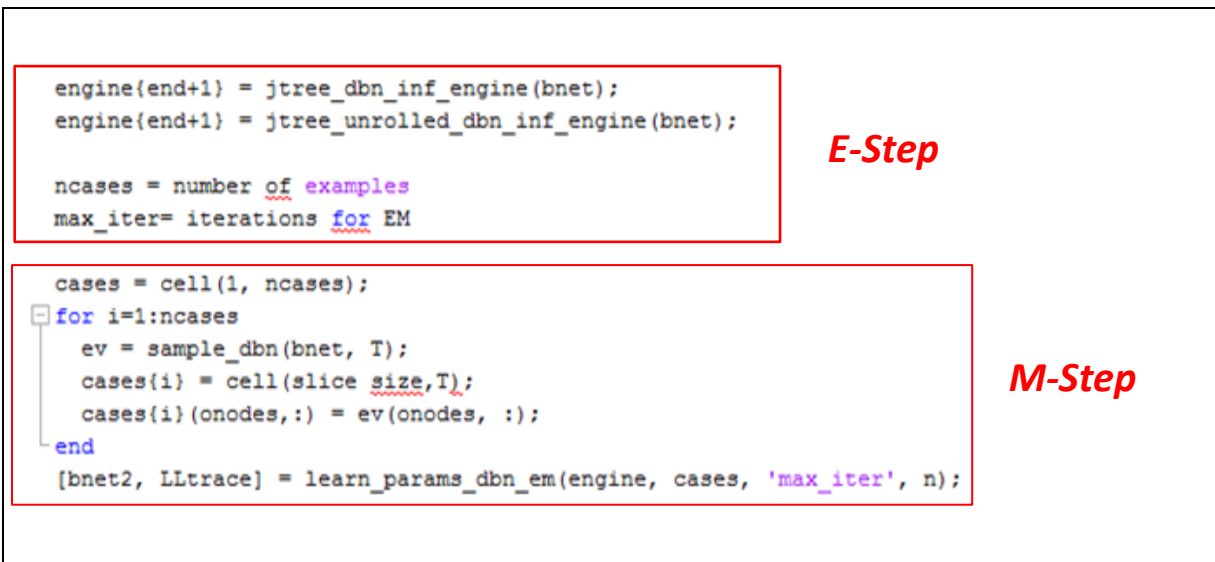 engine{end+1} = jtree_dbn_inf_engine(bnet);
engine{end+1} = jtree_unrolled_dbn_inf_engine(bnet);
E-Step
ncases = number of examples
max_iter= iterations for EM
cases = cell(1, ncases);
for i=1:ncases
ev = sample_dbn(bnet, T);
cases{i} = cell(slice size,T);
M-Step
cases{i}(onodes,:) = ev(onodes, :);
end
[bnet2, LLtrace] = learn_params_dbn_em(engine, cases, 'max_iter', n);